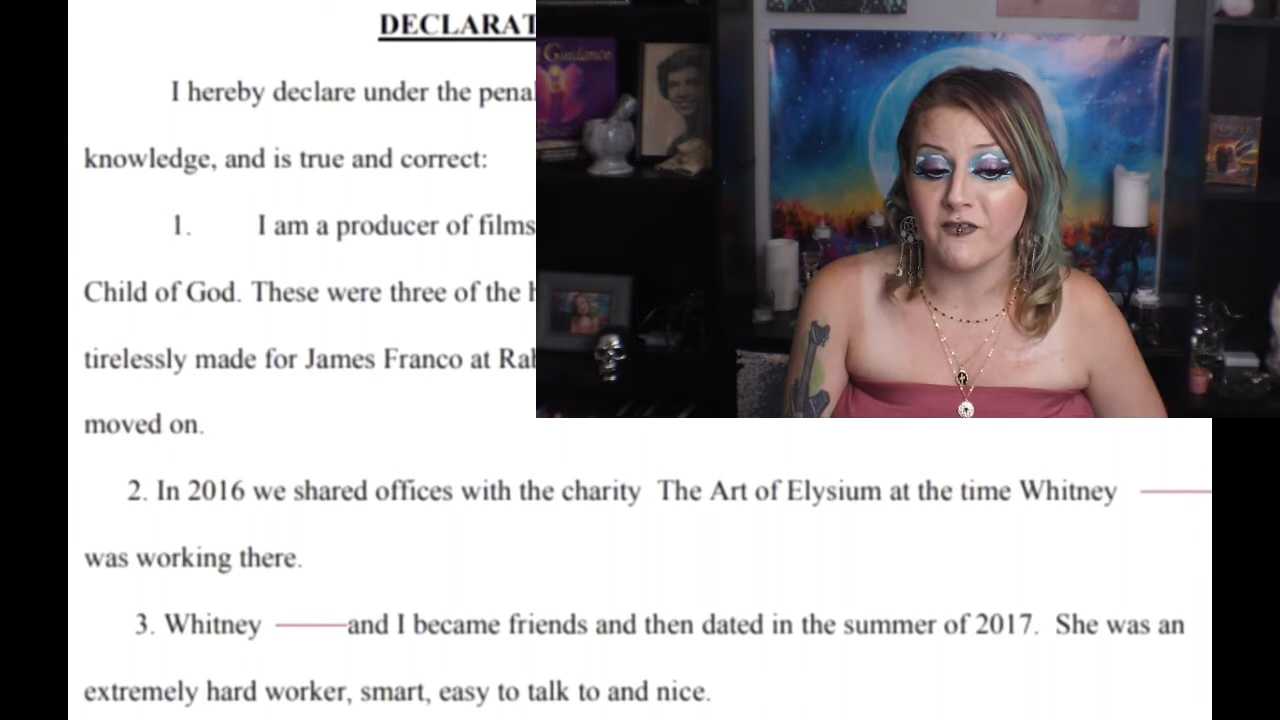 DECLARAT
I hereby declare under the penal
knowledge, and is true and correct:
1. I am a producer of films
Child of God. These were three of the h
tirelessly made for James Franco at Ral
moved on.
2. In 2016 we shared offices with the charity The Art of Elysium at the time Whitney
was working there.
3. Whitney and I became friends and then dated in the summer of 2017. She was an
extremely hard worker, smart, easy to talk to and nice.
Guidance
POWER